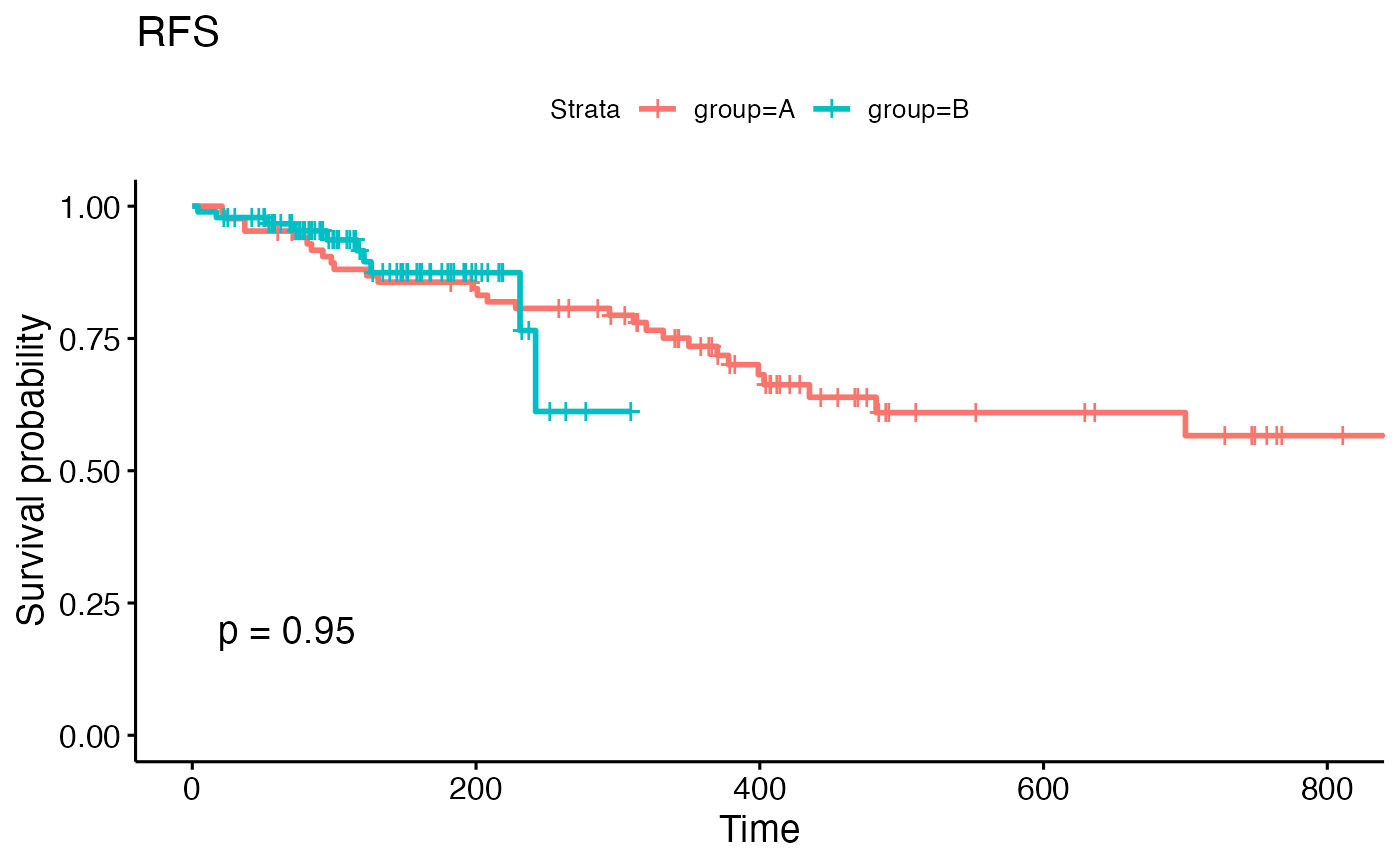 RFS
Strata group=A group=B
Survival probability
1.00
0.75
0.50
0.25
0.00
p = 0.95
0 200 400 600 800
Time